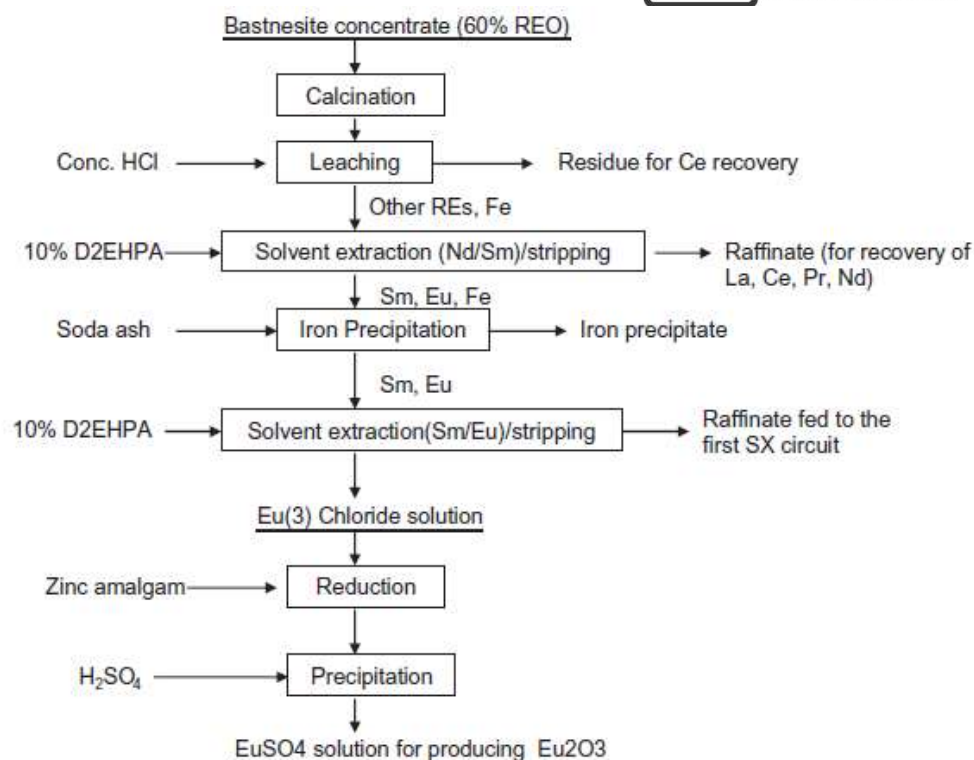 Bastnesite concentrate (60% REO)
Calcination
Conc. HCl
Leaching
Residue for Ce recovery
Other REs, Fe
10% D2EHPA
Solvent extraction (Nd/Sm)/stripping
Raffinate (for recovery of
La, Ce, Pr, Nd)
Sm, Eu, Fe
Soda ash
Iron Precipitation
Iron precipitate
Sm, Eu
10% D2EHPA
Solvent extraction(Sm/Eu)/stripping
Raffinate fed to the
first SX circuit
Eu(3) Chloride solution
Zinc amalgam
Reduction
H₂SO₄
Precipitation
EuSO4 solution for producing Eu2O3